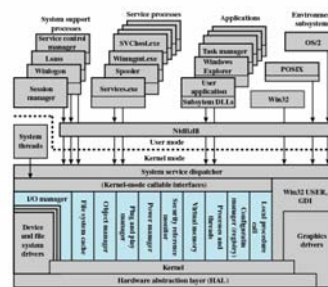 System support
processes
Service processes
Applications
Environment
subsystems
Service control
manager
Lsass
Winlogon
Session
manager
SVChost.exe
Winmgmt.exe
Spooler
Services.exe
Task manager
Windows
Explorer
User
application
Subsytem DLLs
OS/2
POSIX
Win32
System
threads
Ntdll.dll
User mode
Kernel mode
System service dispatcher
(Kernel-mode callable interfaces)
I/O manager
Device and
file system
drivers
File system cache
Object manager
Plug and play
manager
Power manager
Security reference
monitor
Virtual memory
Processes and
threads
Configuration
manager (registry)
Local procedure
call
Win32 USER,
GDI
Graphics
drivers
Kernel
Hardware abstraction layer (HAL)